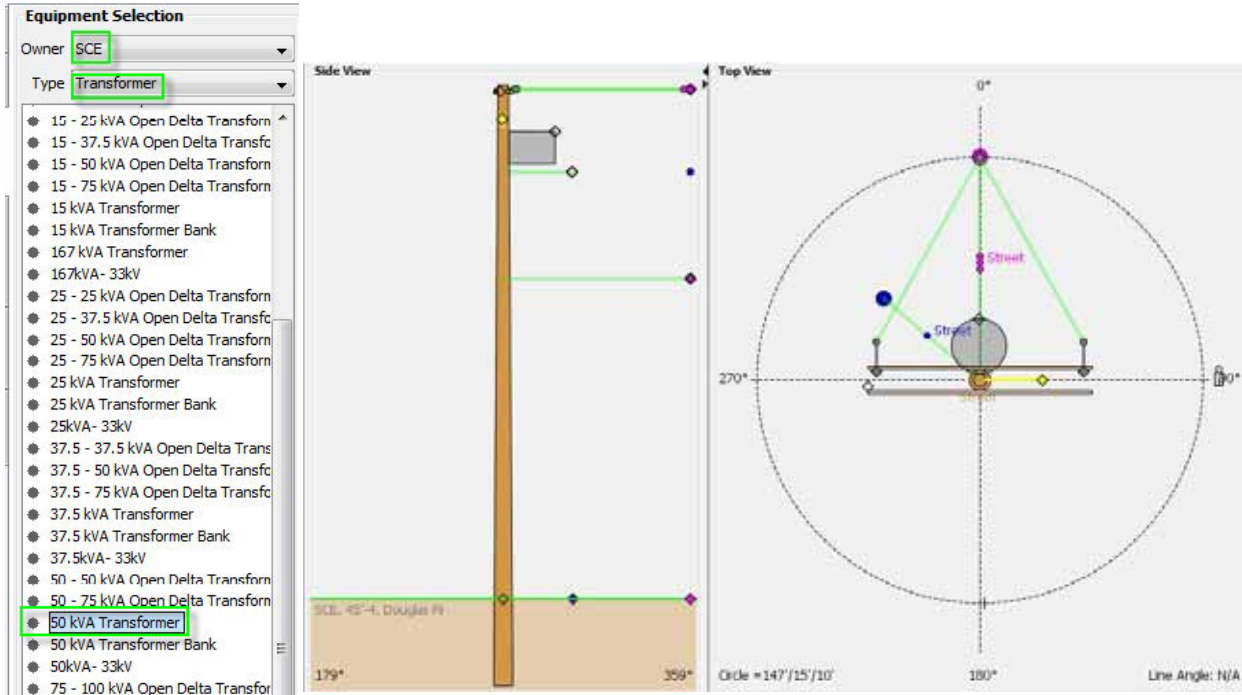 Equipment Selection
Owner SCE
Type Transformer
15 - 25 kVA Open Delta Transform
15 - 37.5 kVA Open Delta Transfo
15 - 50 kVA Open Delta Transform
15 - 75 kVA Open Delta Transform
15 kVA Transformer
15 kVA Transformer Bank
167 kVA Transformer
167kVA- 33kV
25 - 25 kVA Open Delta Transform
25 - 37.5 kVA Open Delta Transfo
25 - 50 kVA Open Delta Transform
25 - 75 kVA Open Delta Transform
25 kVA Transformer
25 kVA Transformer Bank
25kVA- 33kV
37.5 - 37.5 kVA Open Delta Trans
37.5 - 50 kVA Open Delta Transfo
37.5 - 75 kVA Open Delta Transfo
37.5 kVA Transformer
37.5 kVA Transformer Bank
37.5kVA- 33kV
50 - 50 kVA Open Delta Transform
50 - 75 kVA Open Delta Transform
50 kVA Transformer
50 kVA Transformer Bank
50kVA- 33kV
75 - 100 kVA Open Delta Transfor
Side View
SCE, 45'-4, Douglas Fir
179°
359°
Top View
0°
Street
Street
270°
90°
Street
Circle = 147'/15'/10'
180°
Line Angle: N/A